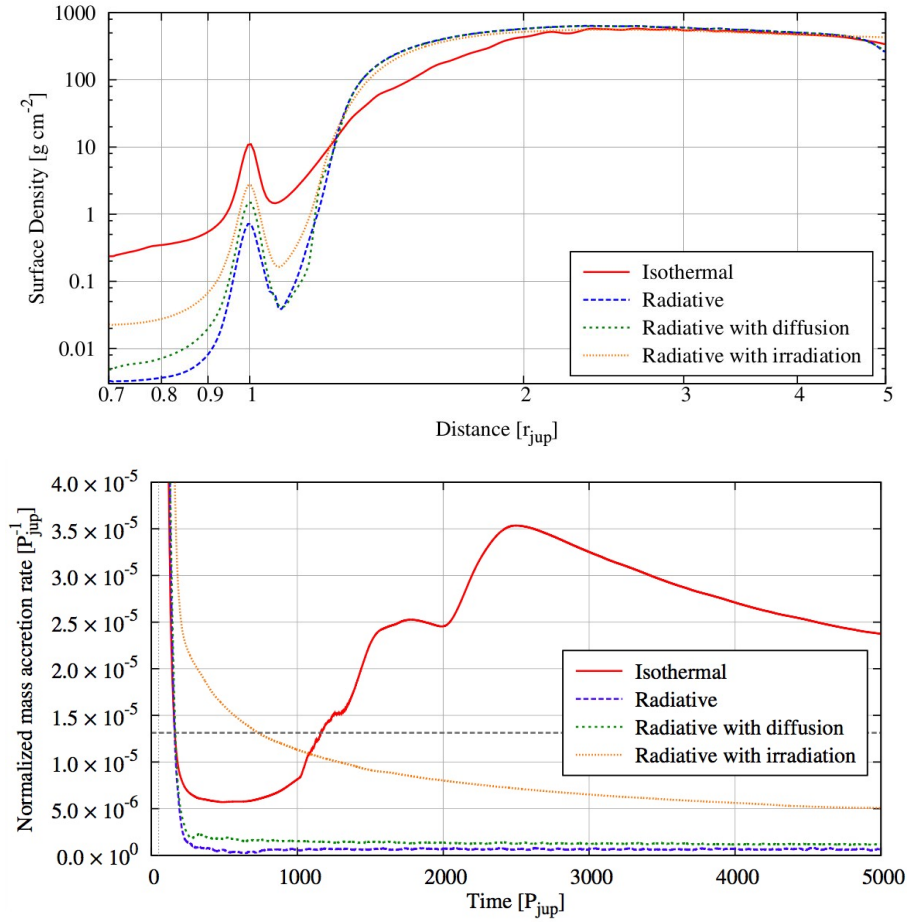 1000
100
10
1
0.1
0.01
Surface Density [g cm⁻²]
Isothermal
Radiative
Radiative with diffusion
Radiative with irradiation
0.7 0.8 0.9 1 2 3 4 5
Distance [r_jup]
4.0 × 10⁻⁵
3.5 × 10⁻⁵
3.0 × 10⁻⁵
2.5 × 10⁻⁵
2.0 × 10⁻⁵
1.5 × 10⁻⁵
1.0 × 10⁻⁵
5.0 × 10⁻⁶
0.0 × 10⁰
Normalized mass accretion rate [P_jup⁻¹]
Isothermal
Radiative
Radiative with diffusion
Radiative with irradiation
0 1000 2000 3000 4000 5000
Time [P_jup]